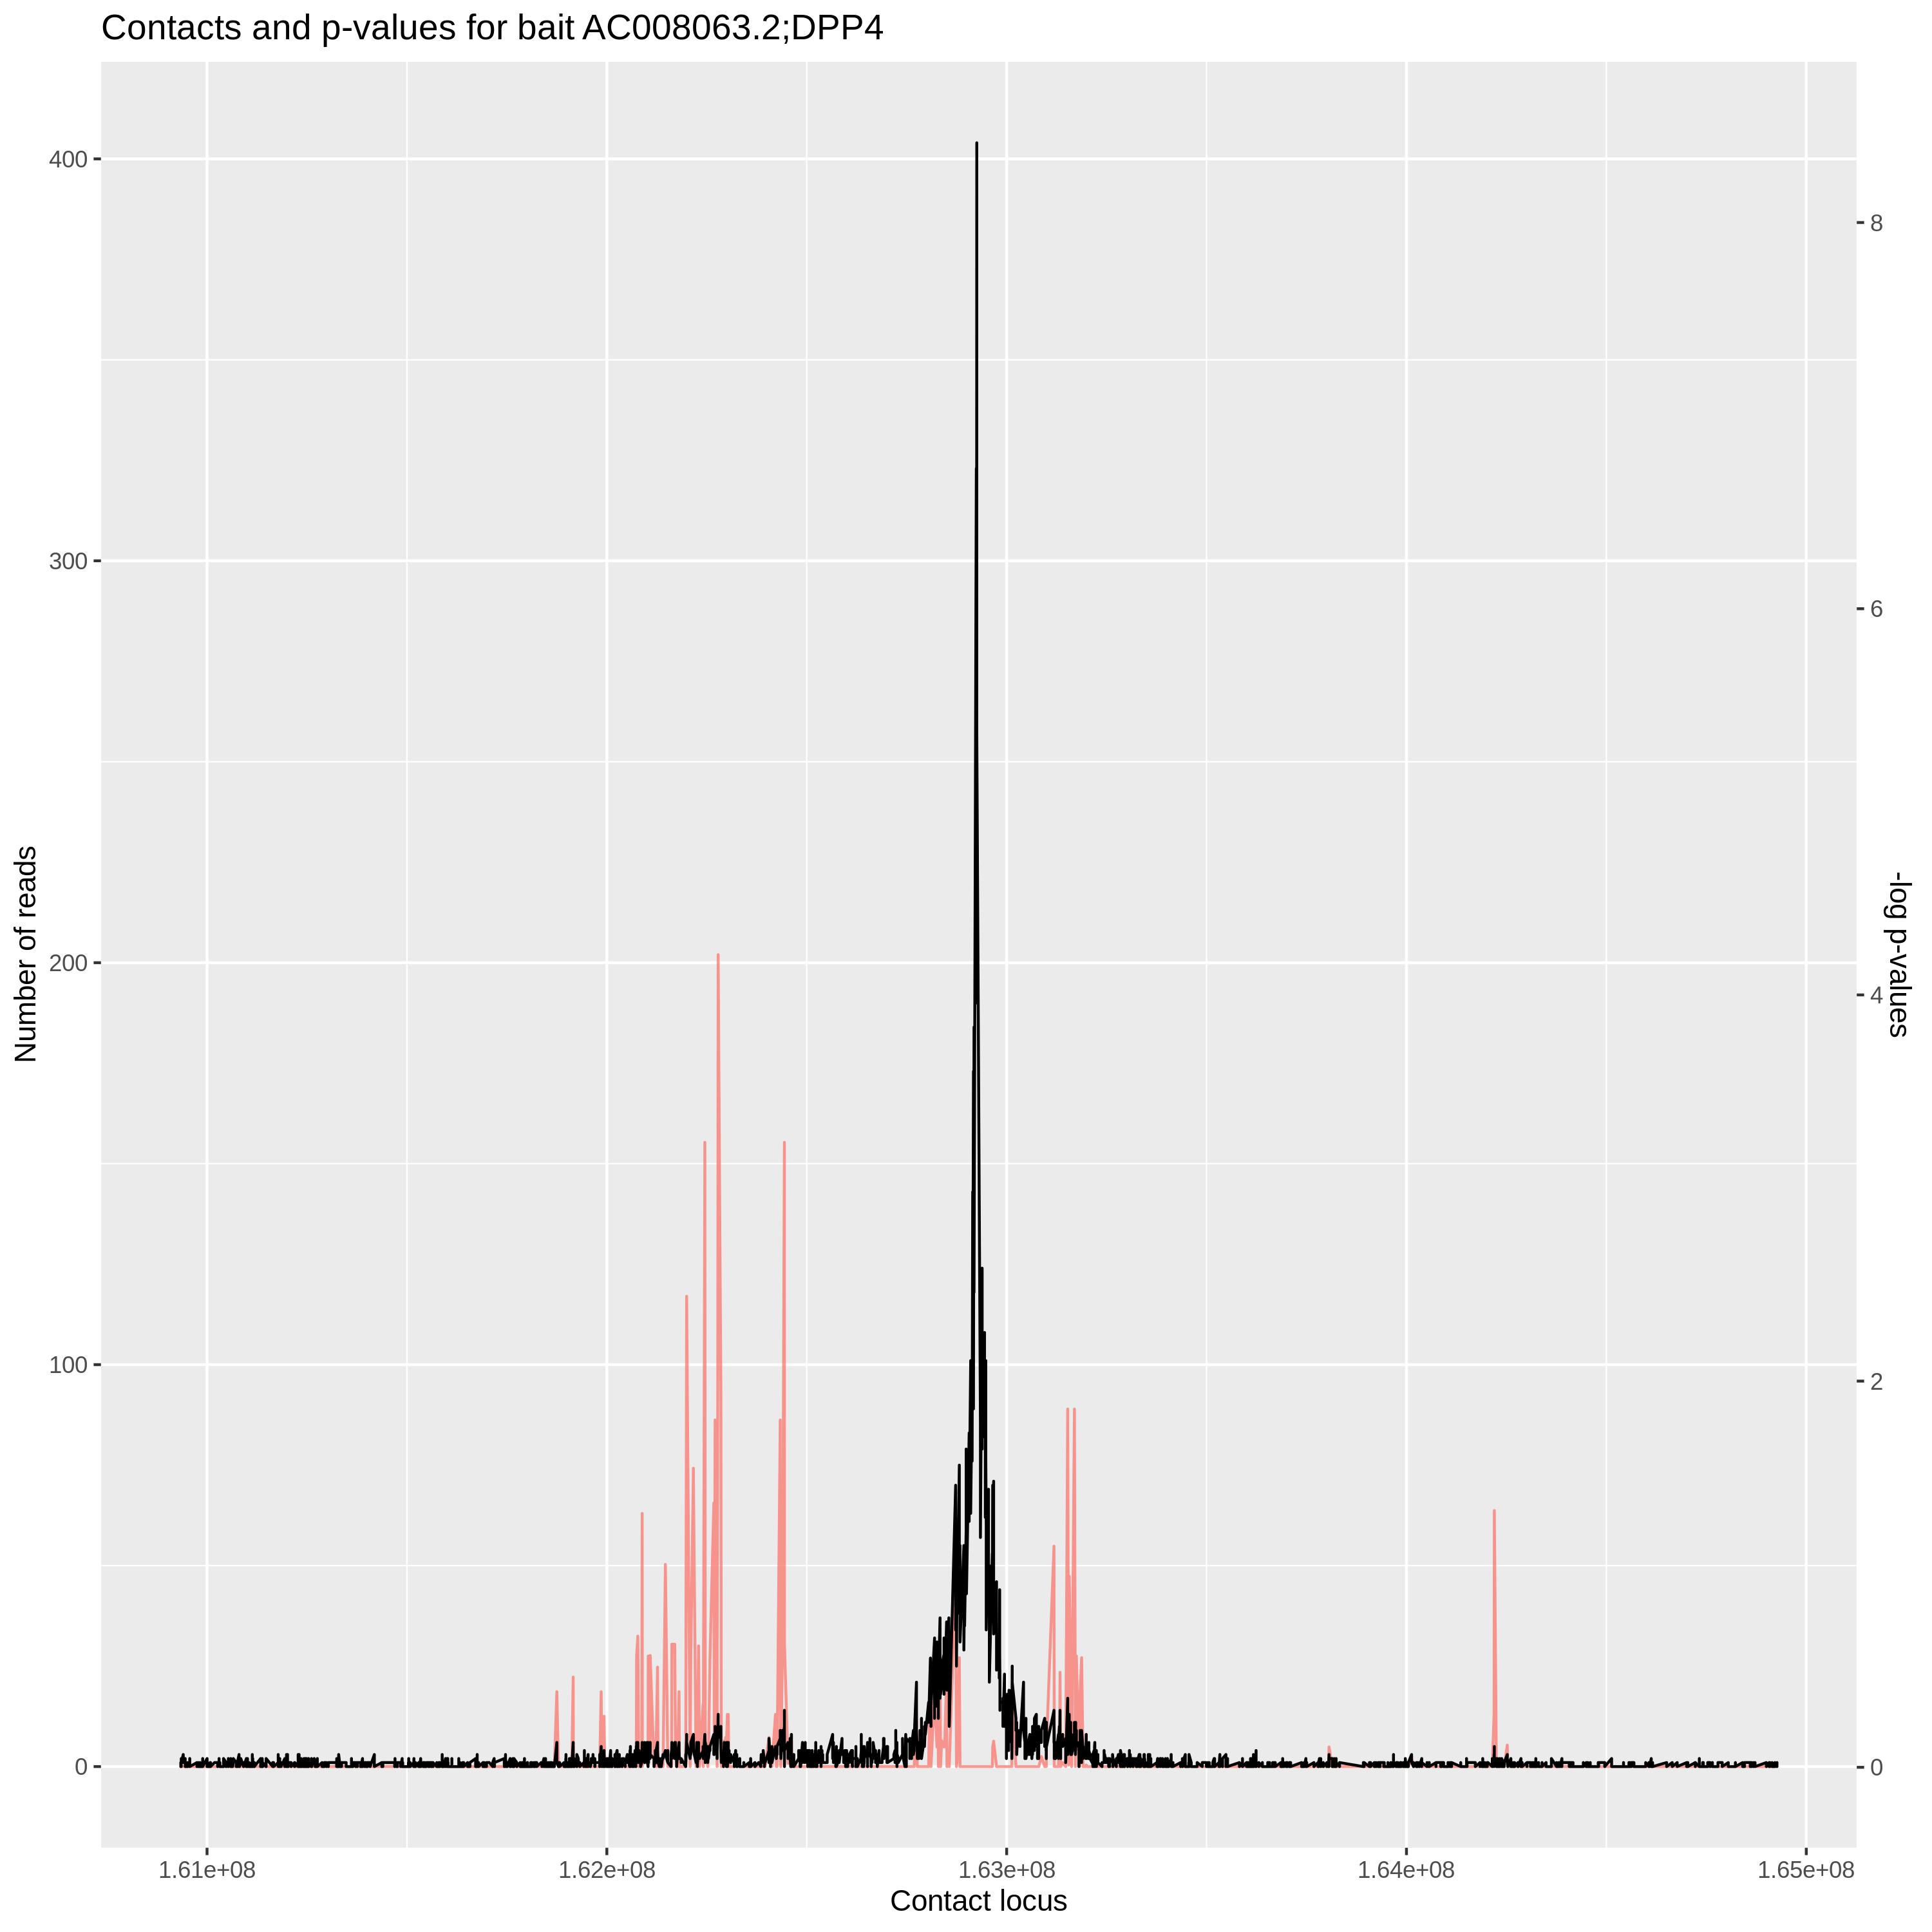 Contacts and p-values for bait AC008063.2;DPP4
400
300
200
100
0
Number of reads
8
6
4
2
0
-log p-values
1.61e+08
1.62e+08
1.63e+08
1.64e+08
1.65e+08
Contact locus